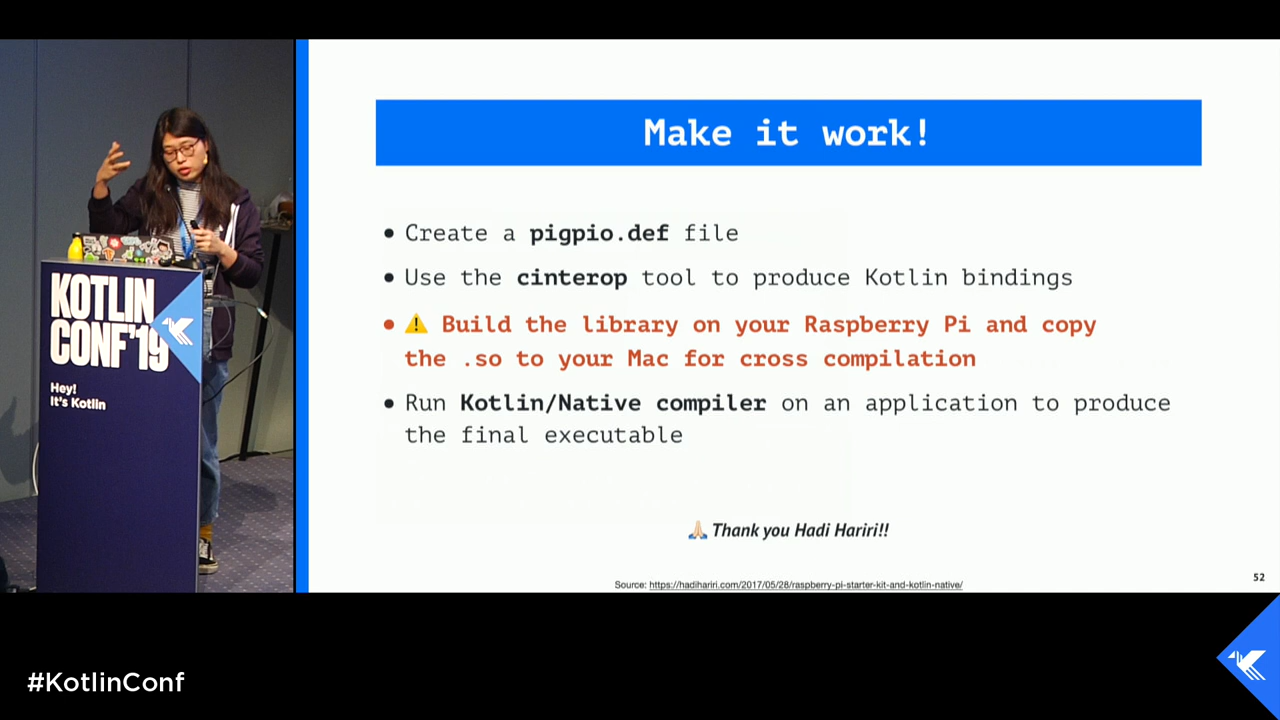 Make it work!
• Create a pigpio.def file
• Use the cinterop tool to produce Kotlin bindings
• ⚠️ Build the library on your Raspberry Pi and copy
the .so to your Mac for cross compilation
• Run Kotlin/Native compiler on an application to produce
the final executable
🙏🏻 Thank you Hadi Hariri!!
Source: https://hadihariri.com/2017/05/28/raspberry-pi-starter-kit-and-kotlin-native/
52
KOTLIN
CONF'19
Hey!
It's Kotlin
#KotlinConf